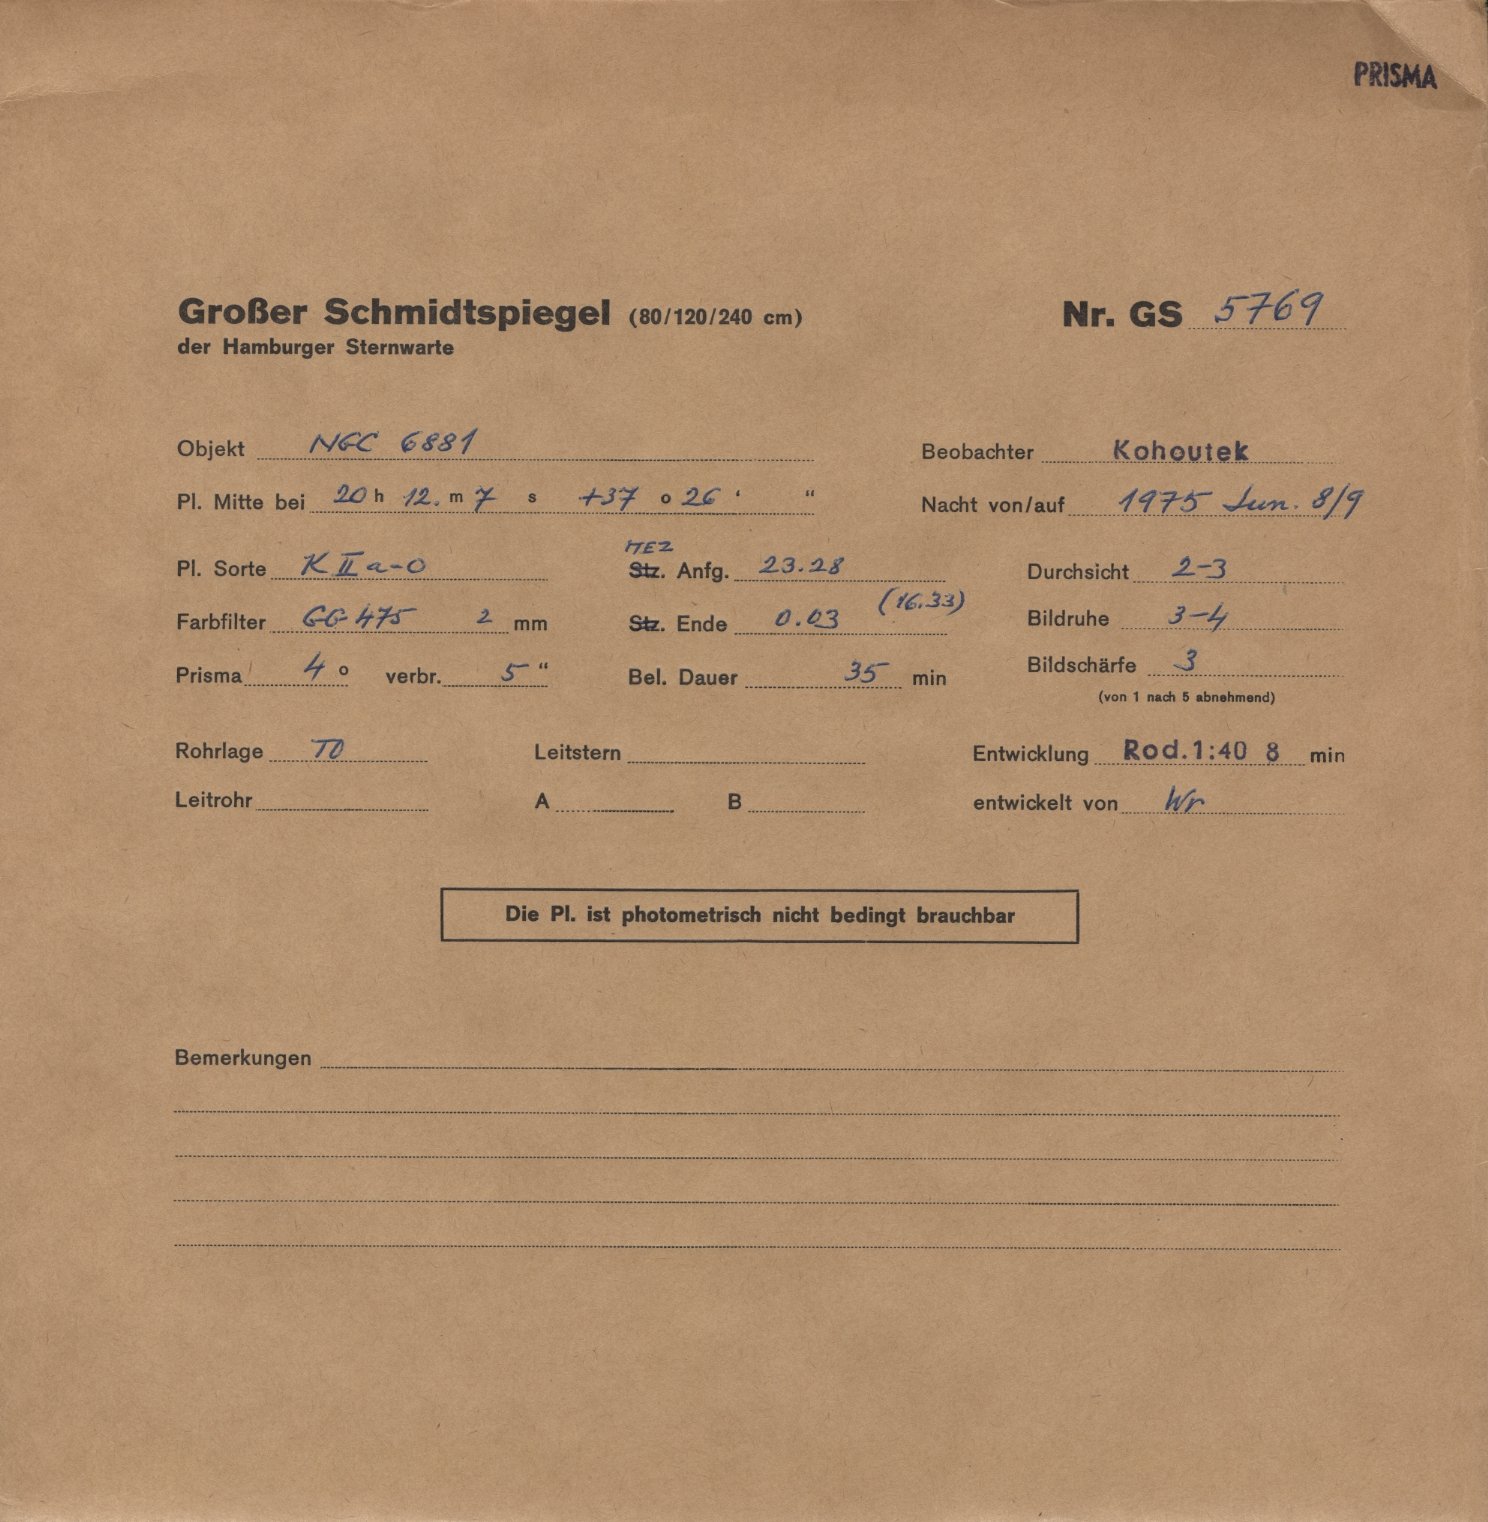 PRISMA
Großer Schmidtspiegel (80/120/240 cm) Nr. GS 5769
der Hamburger Sternwarte
Objekt NGC 6881 Beobachter Kohoutek
Pl. Mitte bei 20 h 12. m 7 s +37 o 26 ' " Nacht von/auf 1975 Jun. 8/9
MEZ
Pl. Sorte K II a-O Stz. Anfg. 23.28 Durchsicht 2-3
(16.33)
Farbfilter GG 475 2 mm Stz. Ende 0.03 Bildruhe 3-4
Prisma 4 o verbr. 5 " Bel. Dauer 35 min Bildschärfe 3
(von 1 nach 5 abnehmend)
Rohrlage TO Leitstern Entwicklung Rod.1:40 8 min
Leitrohr A B entwickelt von Wr
Die Pl. ist photometrisch nicht bedingt brauchbar
Bemerkungen